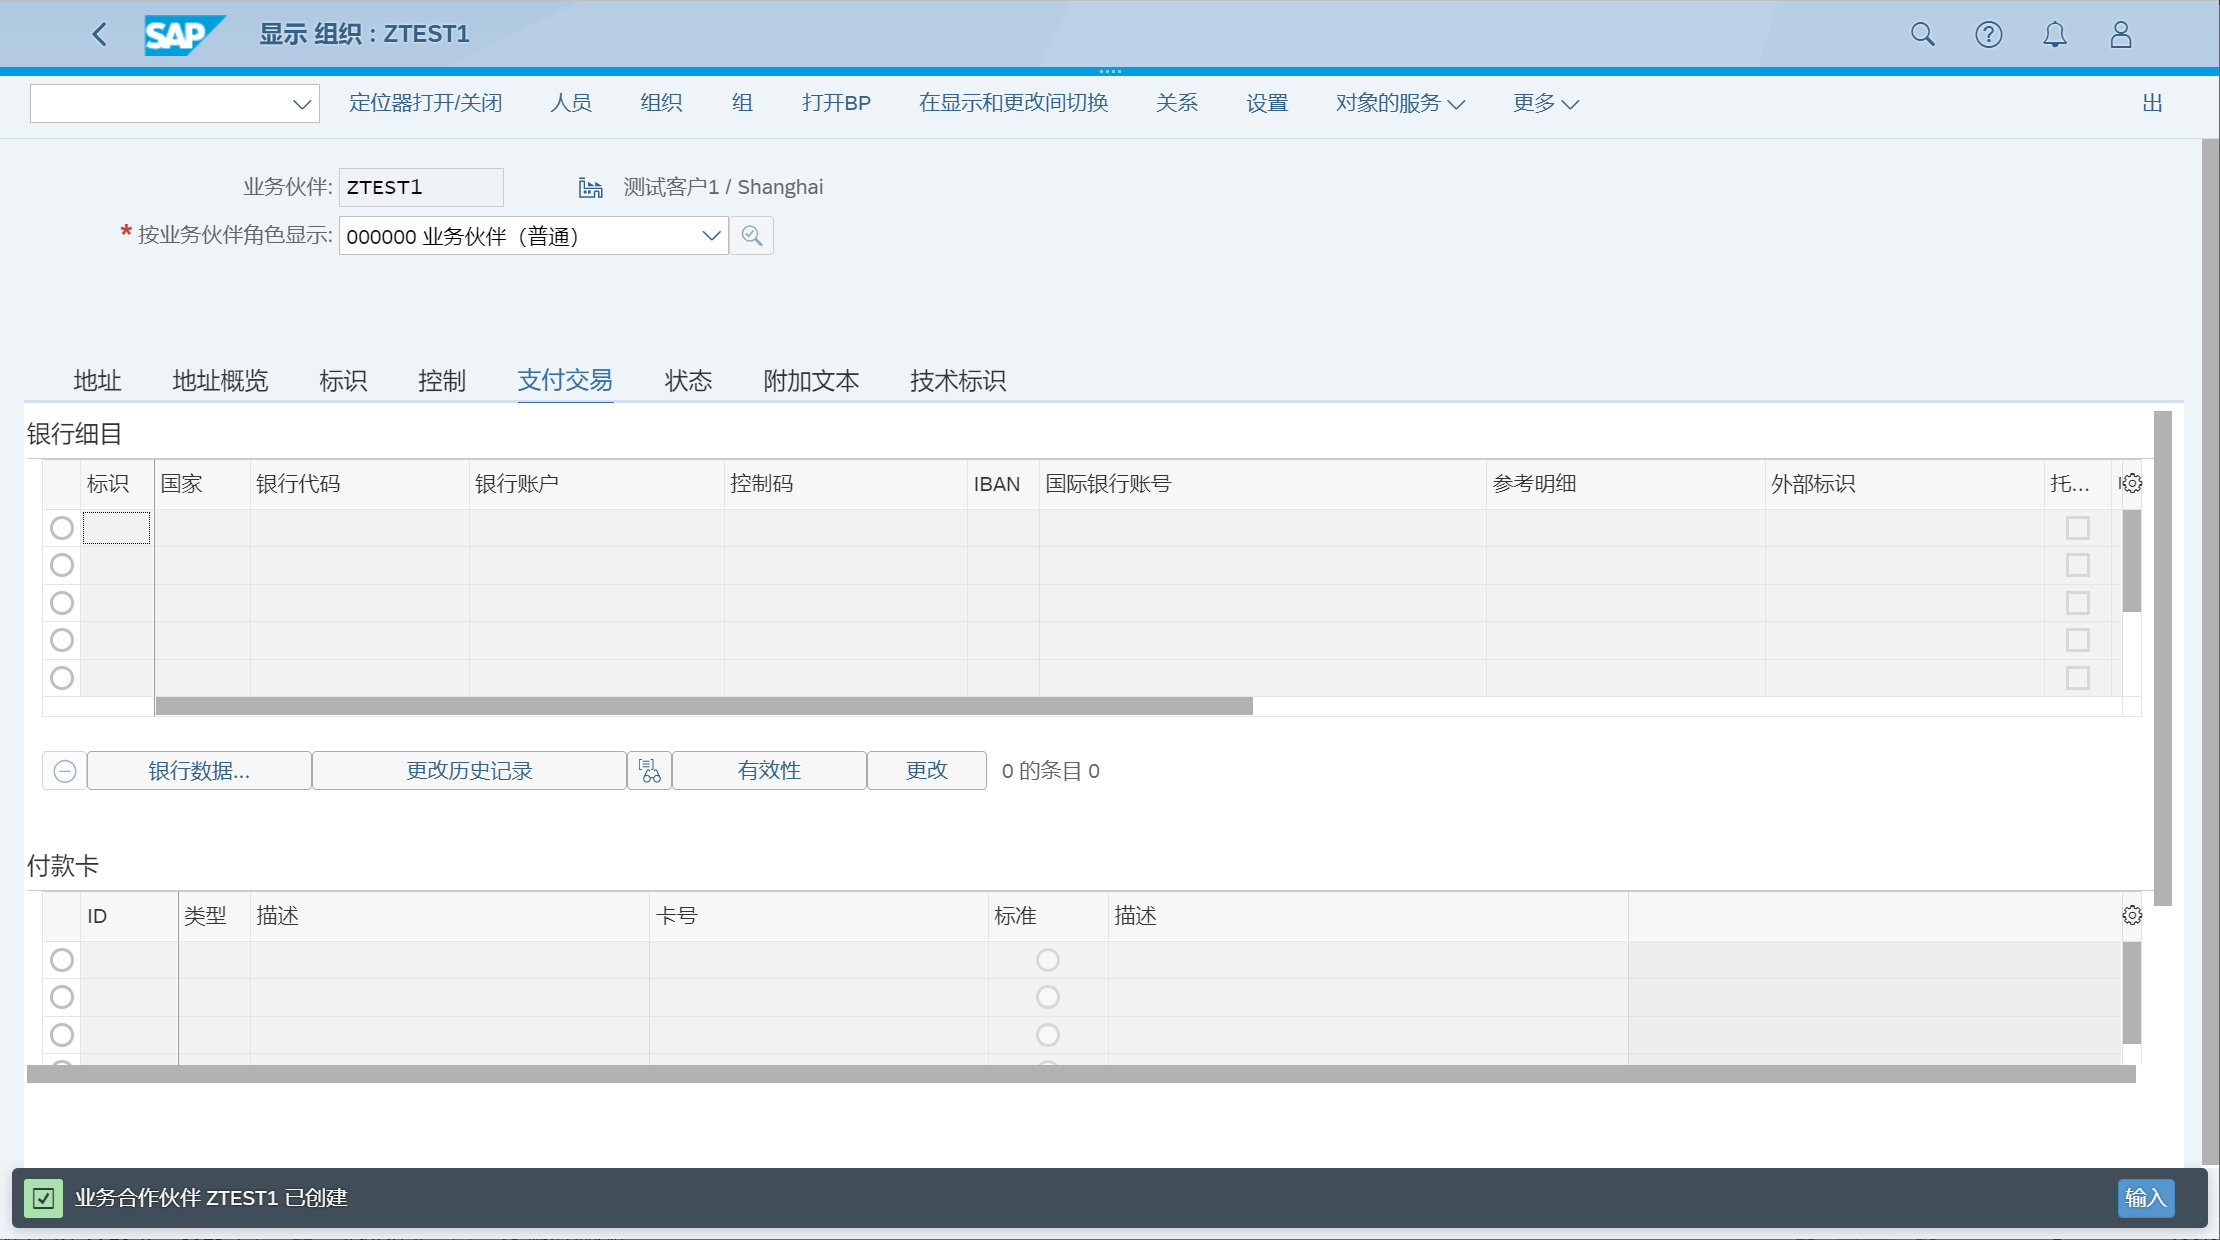 SAP 显示 组织 : ZTEST1
定位器打开/关闭 人员 组织 组 打开BP 在显示和更改间切换 关系 设置 对象的服务 更多 出
业务伙伴: ZTEST1 测试客户1 / Shanghai
* 按业务伙伴角色显示: 000000 业务伙伴（普通）
地址 地址概览 标识 控制 支付交易 状态 附加文本 技术标识
银行细目
标识 国家 银行代码 银行账户 控制码 IBAN 国际银行账号 参考明细 外部标识 托...
银行数据... 更改历史记录 有效性 更改 0 的条目 0
付款卡
ID 类型 描述 卡号 标准 描述
业务合作伙伴 ZTEST1 已创建 输入